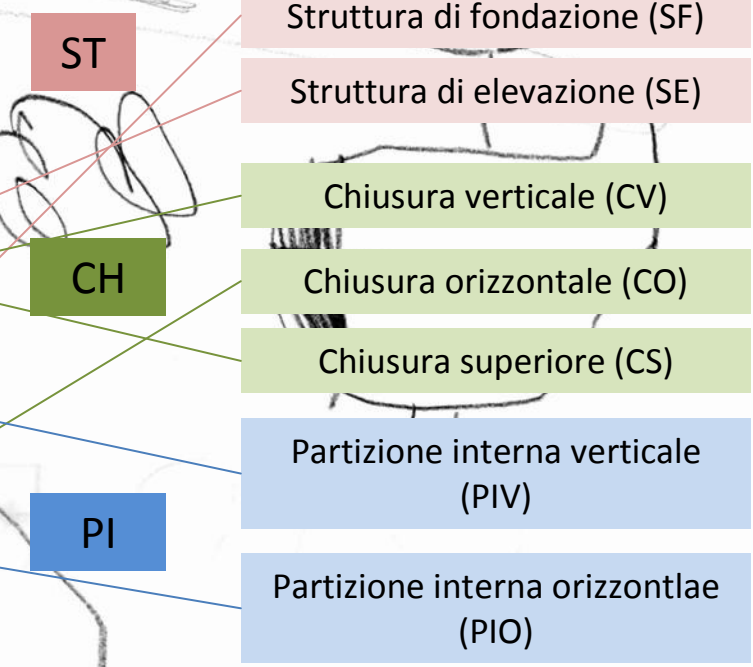 ST
Struttura di fondazione (SF)
Struttura di elevazione (SE)
CH
Chiusura verticale (CV)
Chiusura orizzontale (CO)
Chiusura superiore (CS)
PI
Partizione interna verticale
(PIV)
Partizione interna orizzontlae
(PIO)